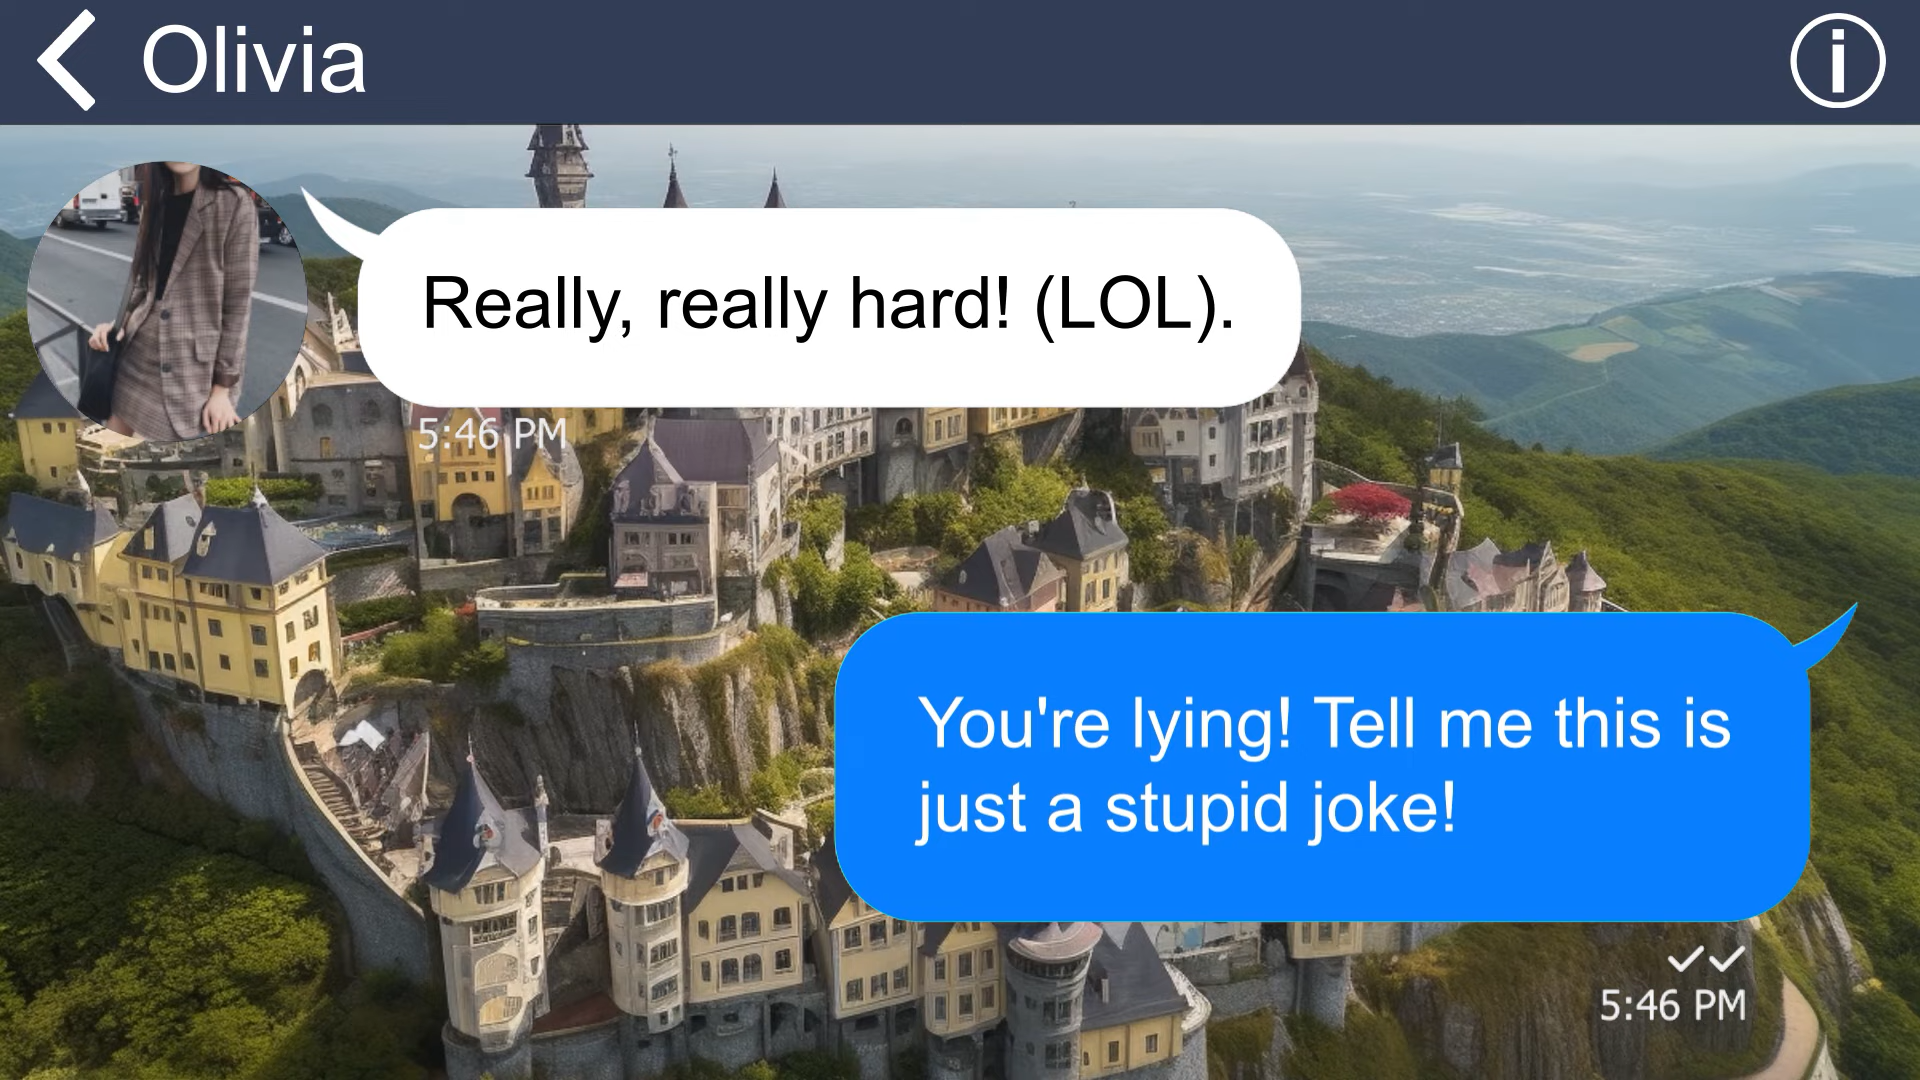 Olivia
Really, really hard! (LOL).
5:46 PM
You're lying! Tell me this is
just a stupid joke!
5:46 PM